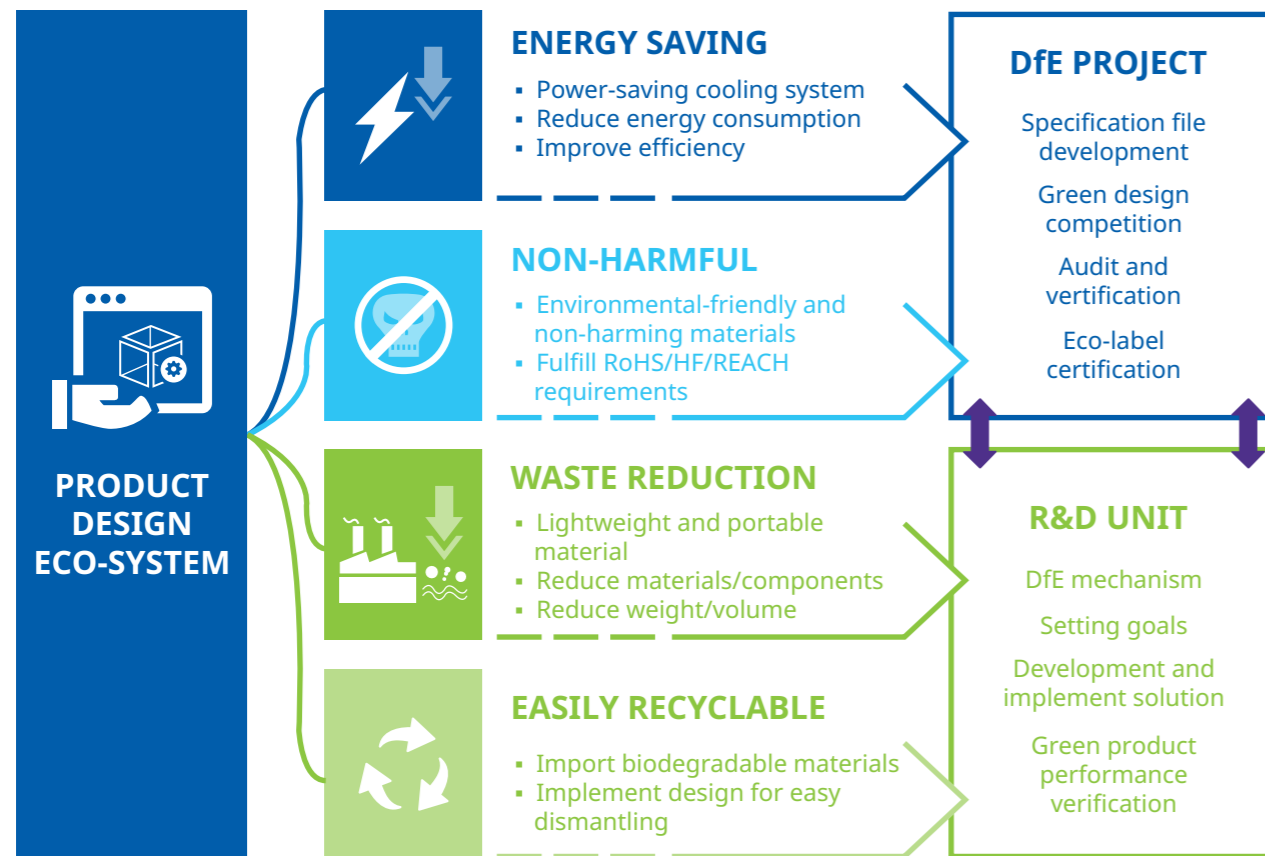 PRODUCT
DESIGN
ECO-SYSTEM
ENERGY SAVING
▪ Power-saving cooling system
▪ Reduce energy consumption
▪ Improve efficiency
NON-HARMFUL
▪ Environmental-friendly and
non-harming materials
▪ Fulfill RoHS/HF/REACH
requirements
WASTE REDUCTION
▪ Lightweight and portable
material
▪ Reduce materials/components
▪ Reduce weight/volume
EASILY RECYCLABLE
▪ Import biodegradable materials
▪ Implement design for easy
dismantling
DfE PROJECT
Specification file
development
Green design
competition
Audit and
vertification
Eco-label
certification
R&D UNIT
DfE mechanism
Setting goals
Development and
implement solution
Green product
performance
verification